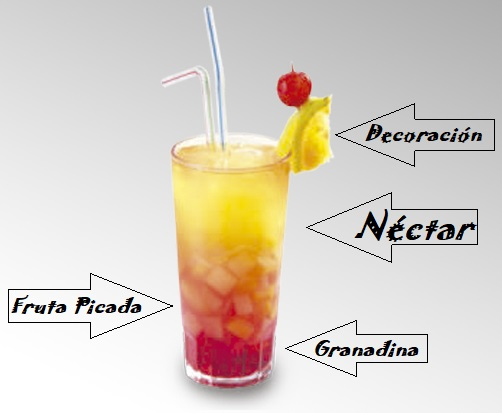 Decoración
Néctar
Fruta Picada
Granadina